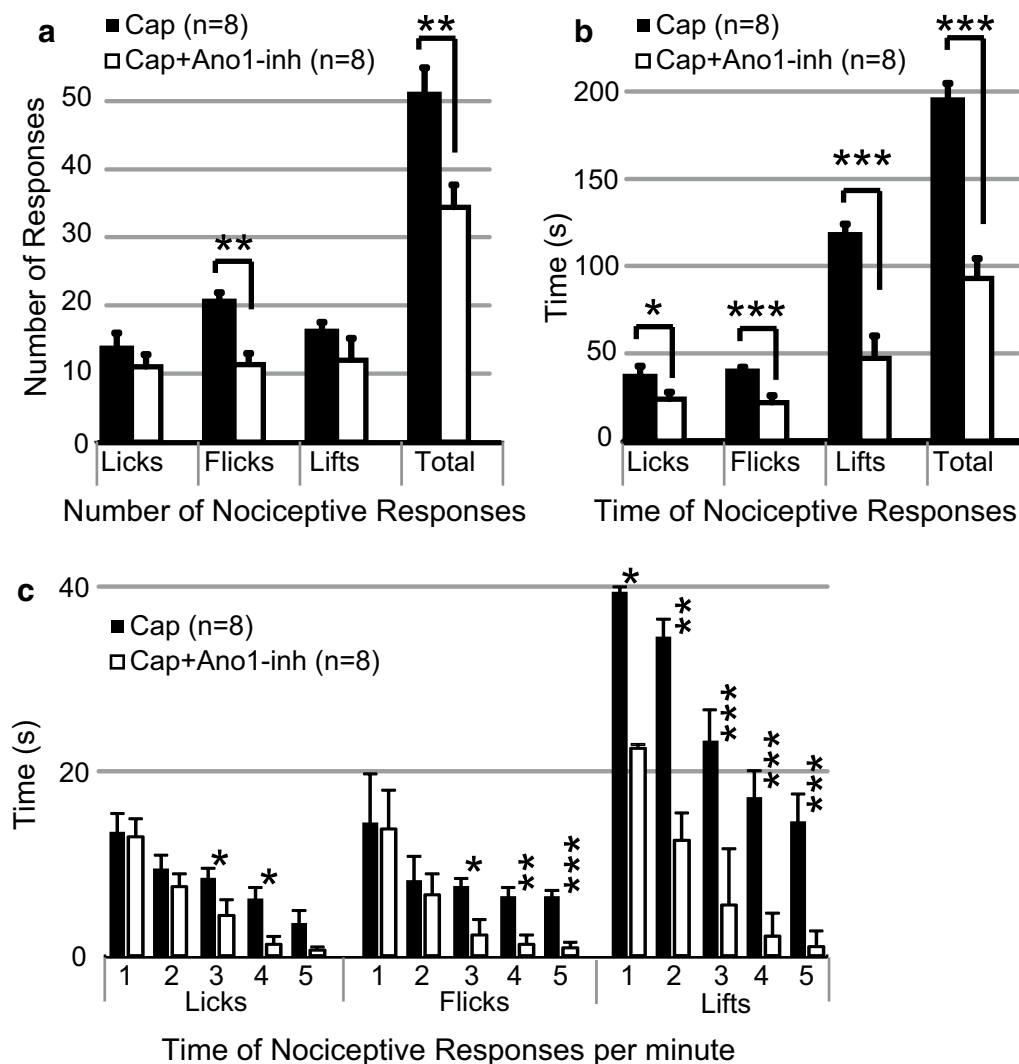 a
Cap (n=8)
Cap+Ano1-inh (n=8)
**
**
Number of Responses
50
40
30
20
10
0
Licks Flicks Lifts Total
Number of Nociceptive Responses
b
Cap (n=8)
Cap+Ano1-inh (n=8)
***
***
*
***
Time (s)
200
150
100
50
0
Licks Flicks Lifts Total
Time of Nociceptive Responses
c
Cap (n=8)
Cap+Ano1-inh (n=8)
Time (s)
40
20
0
* * * ** *** * ** *** *** ***
1 2 3 4 5 1 2 3 4 5 1 2 3 4 5
Licks Flicks Lifts
Time of Nociceptive Responses per minute